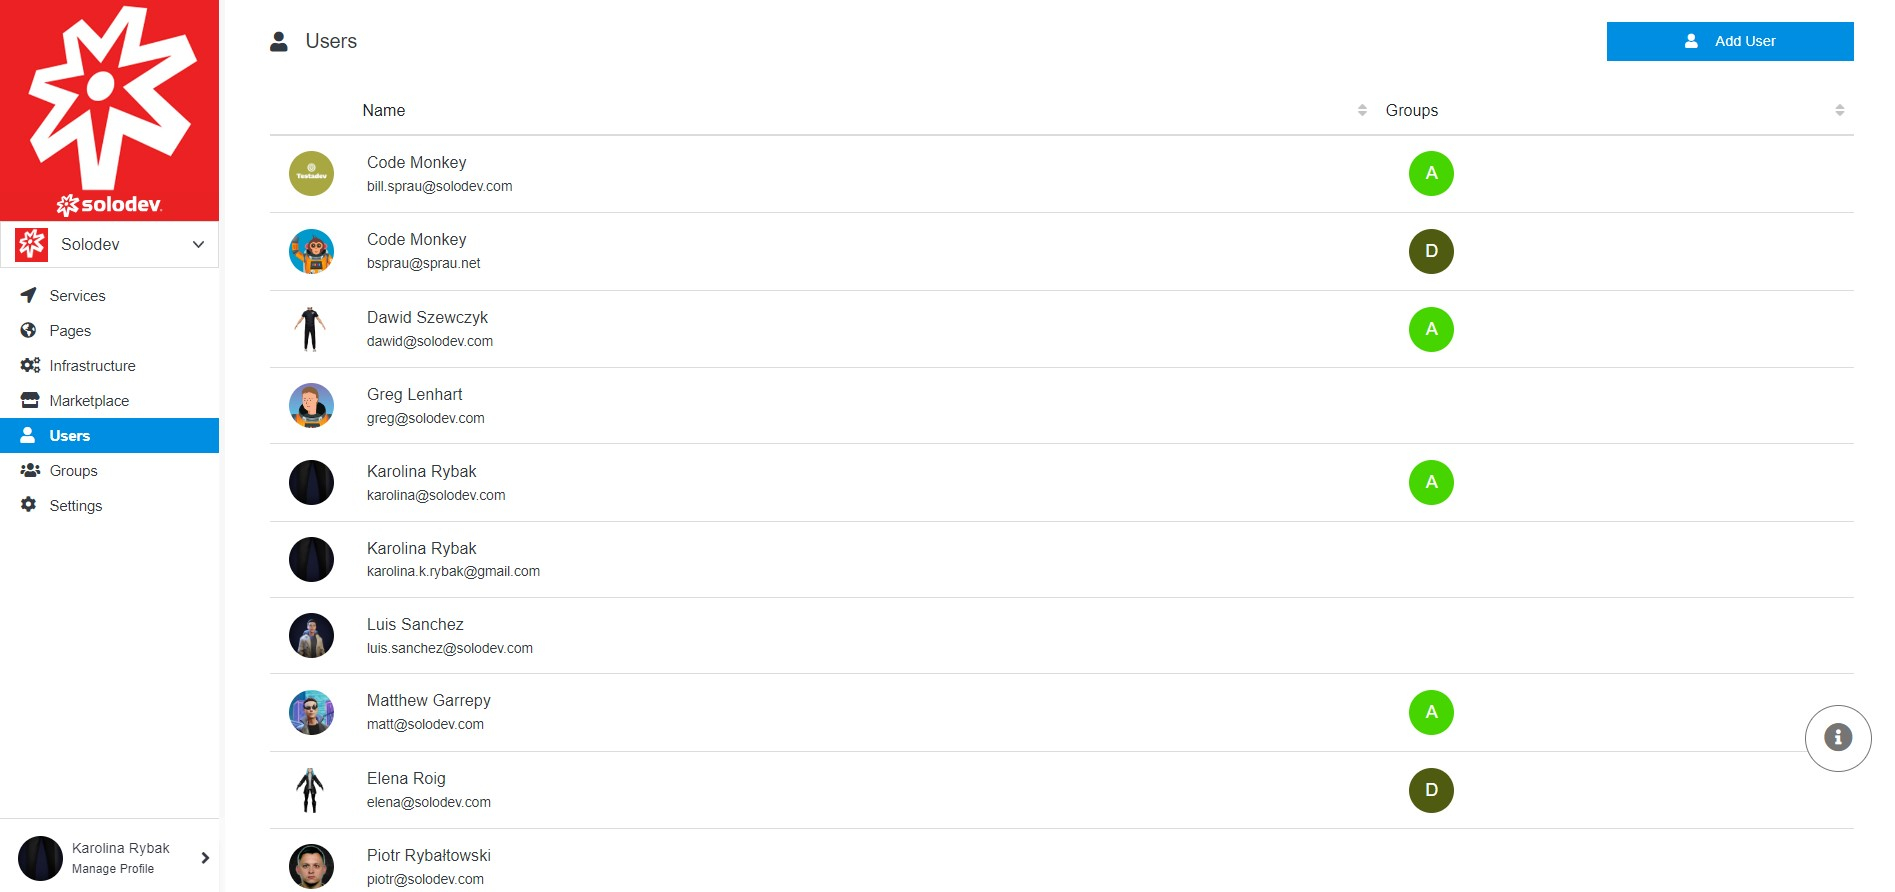 solodev
Solodev
Services
Pages
Infrastructure
Marketplace
Users
Groups
Settings
Karolina Rybak
Manage Profile
Users
Add User
Name
Groups
Testadev
Code Monkey
bill.sprau@solodev.com
A
Code Monkey
bsprau@sprau.net
D
Dawid Szewczyk
dawid@solodev.com
A
Greg Lenhart
greg@solodev.com
Karolina Rybak
karolina@solodev.com
A
Karolina Rybak
karolina.k.rybak@gmail.com
Luis Sanchez
luis.sanchez@solodev.com
Matthew Garrepy
matt@solodev.com
A
Elena Roig
elena@solodev.com
D
Piotr Rybałtowski
piotr@solodev.com